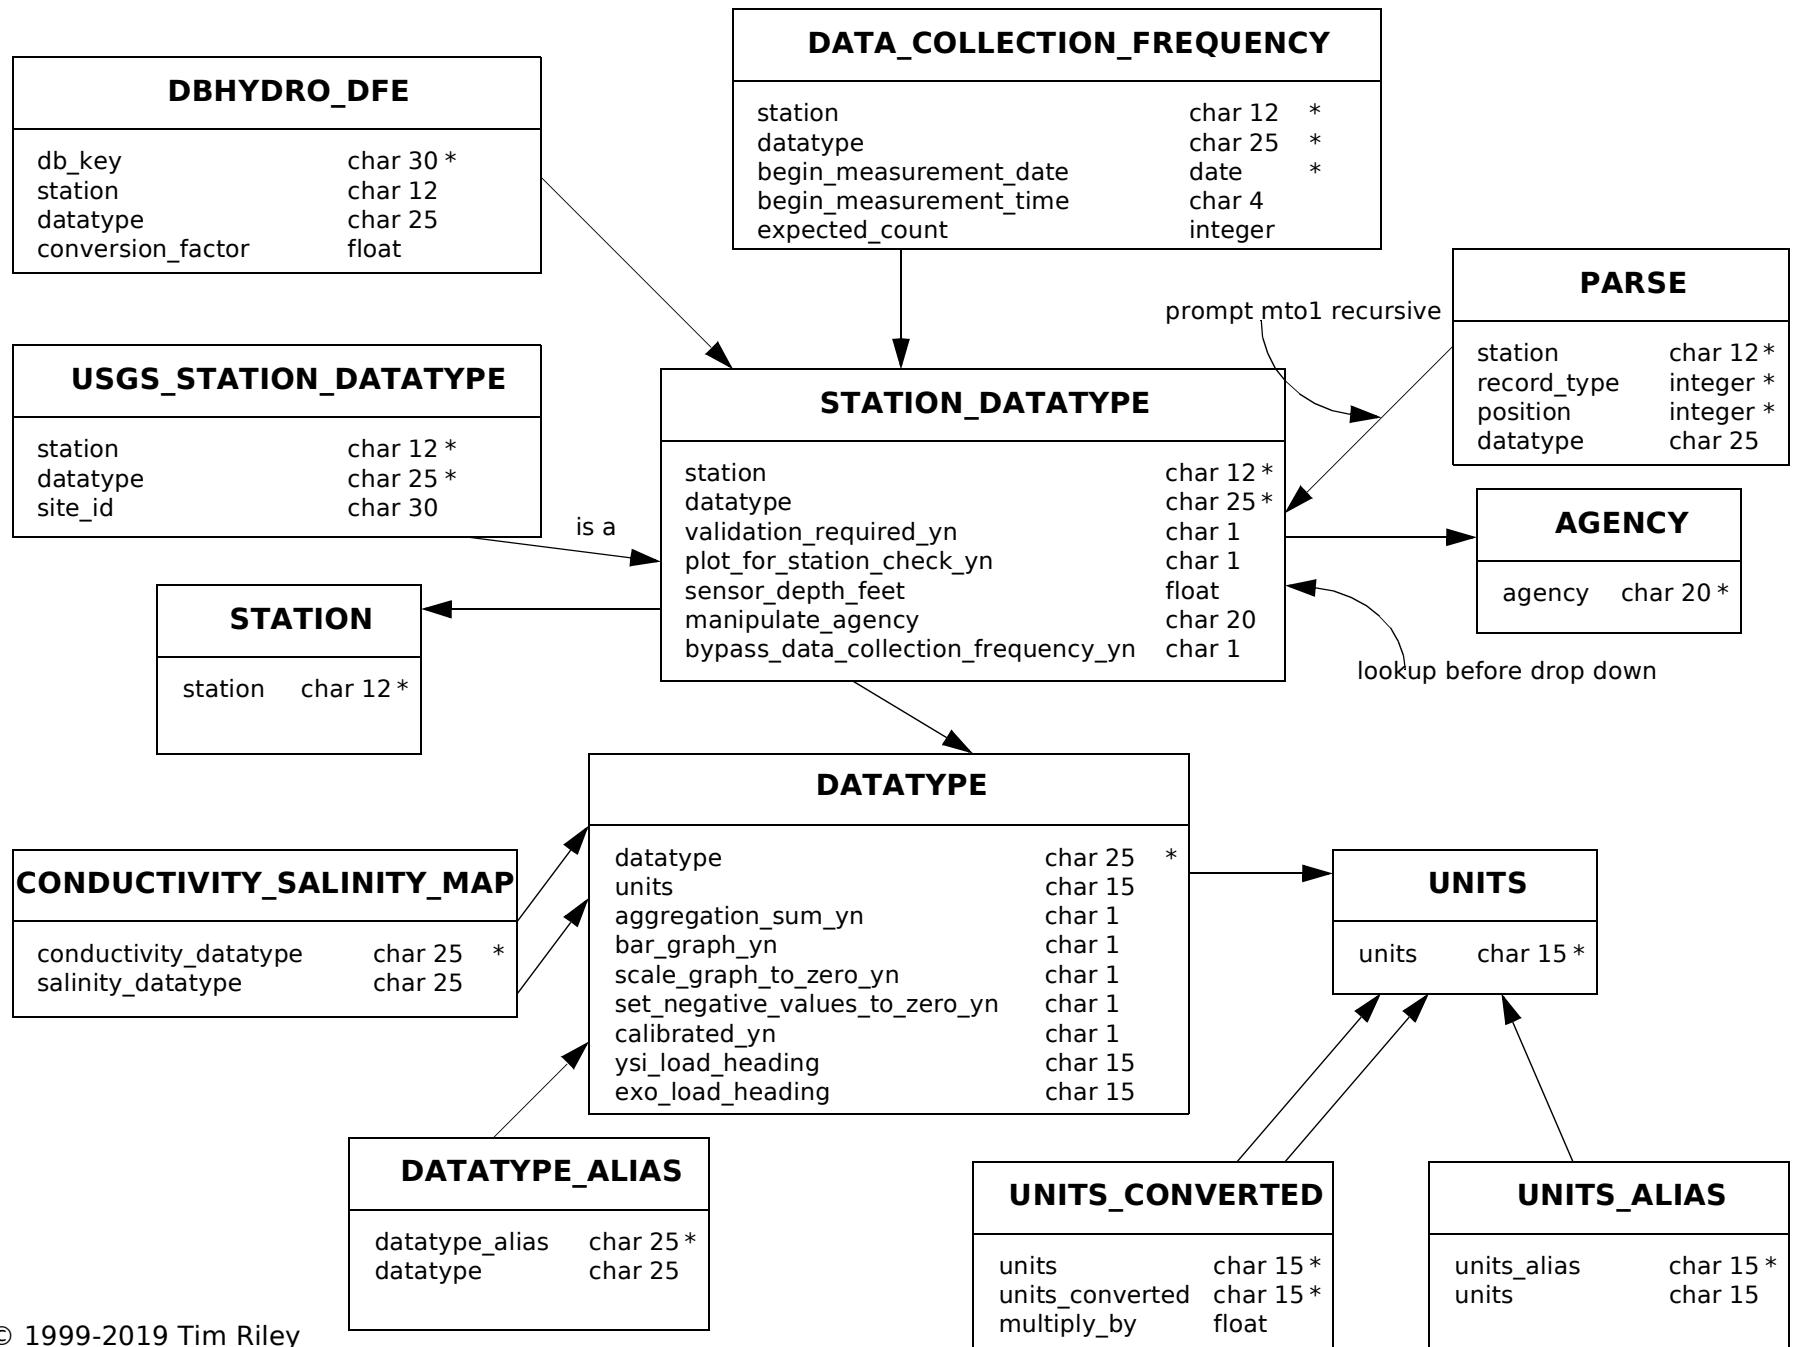 DATA_COLLECTION_FREQUENCY
station char 12 *
datatype char 25 *
begin_measurement_date date *
begin_measurement_time char 4
expected_count integer
DBHYDRO_DFE
db_key char 30 *
station char 12
datatype char 25
conversion_factor float
PARSE
station char 12 *
record_type integer *
position integer *
datatype char 25
prompt mto1 recursive
USGS_STATION_DATATYPE
station char 12 *
datatype char 25 *
site_id char 30
is a
STATION_DATATYPE
station char 12 *
datatype char 25 *
validation_required_yn char 1
plot_for_station_check_yn char 1
sensor_depth_feet float
manipulate_agency char 20
bypass_data_collection_frequency_yn char 1
AGENCY
agency char 20 *
lookup before drop down
STATION
station char 12 *
DATATYPE
datatype char 25 *
units char 15
aggregation_sum_yn char 1
bar_graph_yn char 1
scale_graph_to_zero_yn char 1
set_negative_values_to_zero_yn char 1
calibrated_yn char 1
ysi_load_heading char 15
exo_load_heading char 15
CONDUCTIVITY_SALINITY_MAP
conductivity_datatype char 25 *
salinity_datatype char 25
UNITS
units char 15 *
DATATYPE_ALIAS
datatype_alias char 25 *
datatype char 25
UNITS_CONVERTED
units char 15 *
units_converted char 15 *
multiply_by float
UNITS_ALIAS
units_alias char 15 *
units char 15
© 1999-2019 Tim Riley